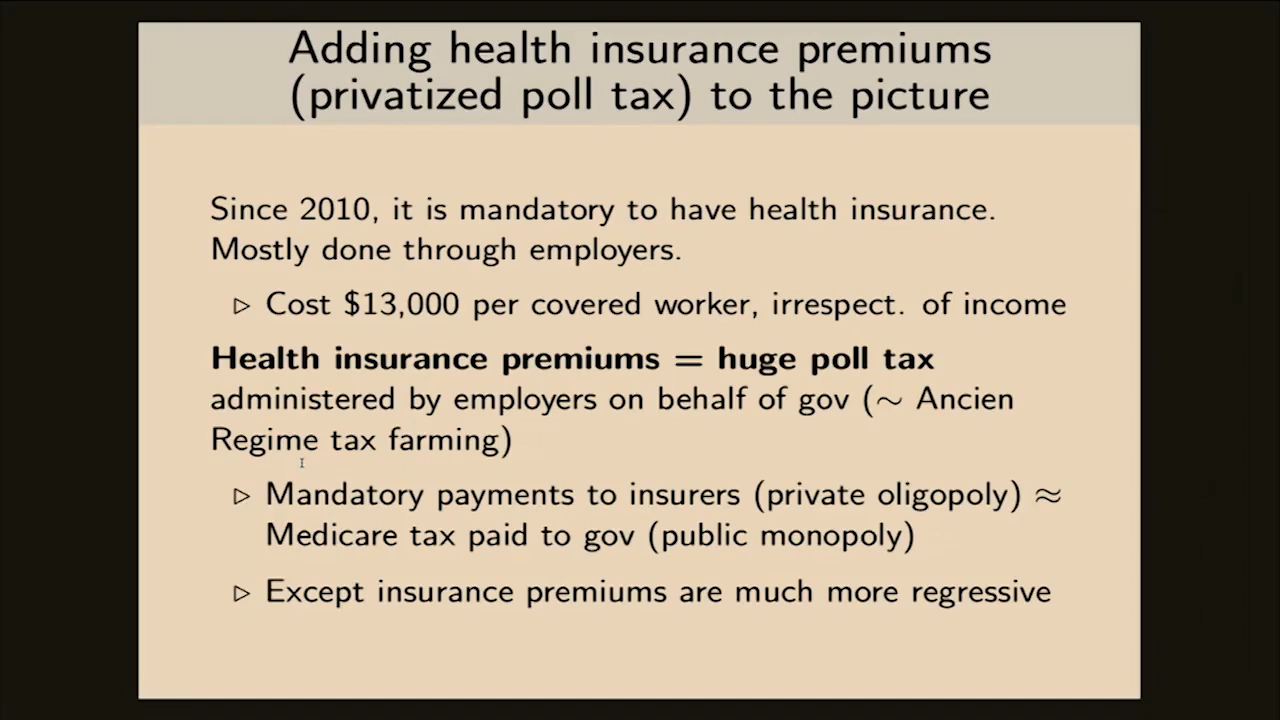 Adding health insurance premiums
(privatized poll tax) to the picture
Since 2010, it is mandatory to have health insurance.
Mostly done through employers.
▷ Cost $13,000 per covered worker, irrespect. of income
Health insurance premiums = huge poll tax
administered by employers on behalf of gov (∼ Ancien
Regime tax farming)
▷ Mandatory payments to insurers (private oligopoly) ≈
Medicare tax paid to gov (public monopoly)
▷ Except insurance premiums are much more regressive